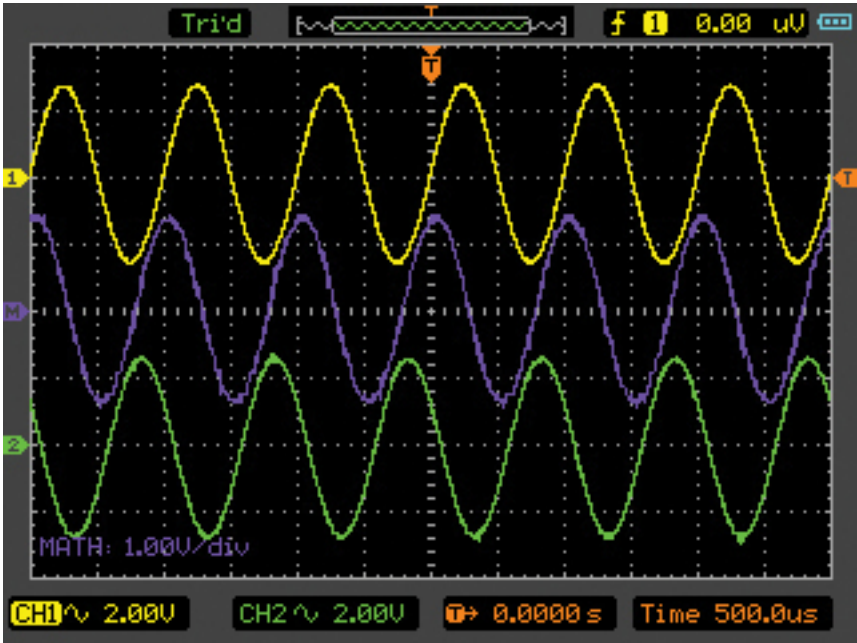 Tri'd T ƒ 1 0.00 uV
T
1 T
M
2
MATH: 1.00V/div
CH1∿ 2.00V CH2∿ 2.00V T→ 0.0000s Time 500.0us